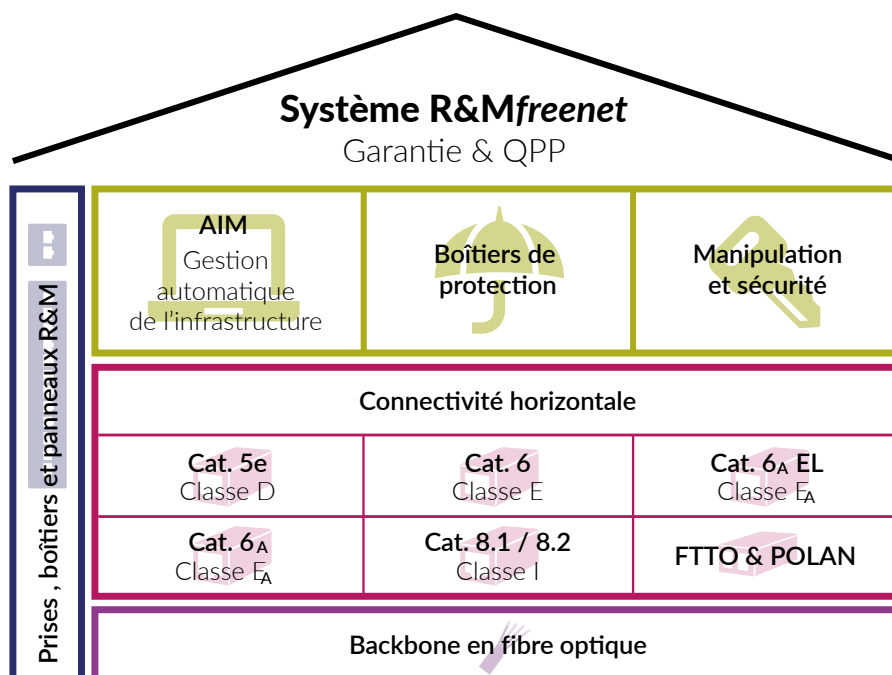 Système R&Mfreenet
Garantie & QPP
Prises , boîtiers et panneaux R&M
AIM
Gestion
automatique
de l'infrastructure
Boîtiers de
protection
Manipulation
et sécurité
Connectivité horizontale
Cat. 5e
Classe D
Cat. 6
Classe E
Cat. 6A EL
Classe EA
Cat. 6A
Classe EA
Cat. 8.1 / 8.2
Classe I
FTTO & POLAN
Backbone en fibre optique